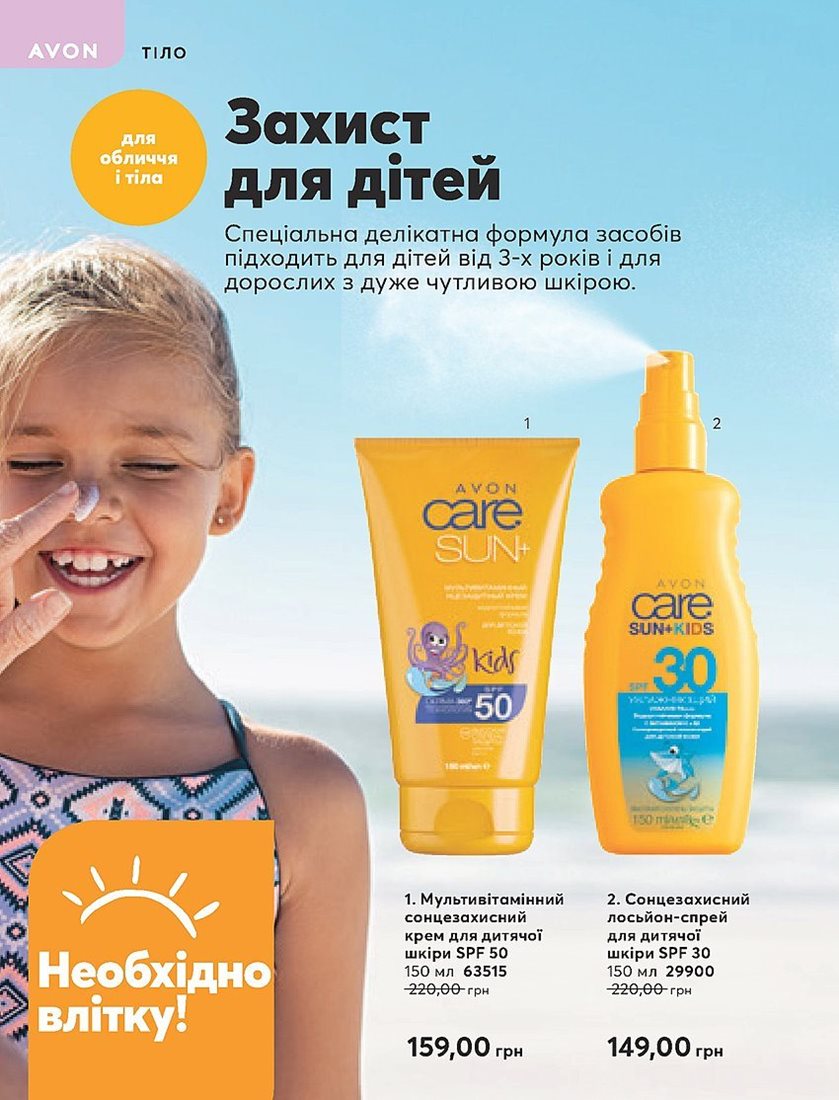 AVON
ТІЛО
для
обличчя
і тіла
Захист
для дітей
Спеціальна делікатна формула засобів
підходить для дітей від 3-х років і для
дорослих з дуже чутливою шкірою.
1
2
AVON
care
SUN+
Kids
SPF
50
AVON
care
SUN+KIDS
SPF 30
УВЛАЖНЯЮЩИЙ
Необхідно
влітку!
1. Мультивітамінний
сонцезахисний
крем для дитячої
шкіри SPF 50
150 мл 63515
220,00 грн
159,00 грн
2. Сонцезахисний
лосьйон-спрей
для дитячої
шкіри SPF 30
150 мл 29900
220,00 грн
149,00 грн